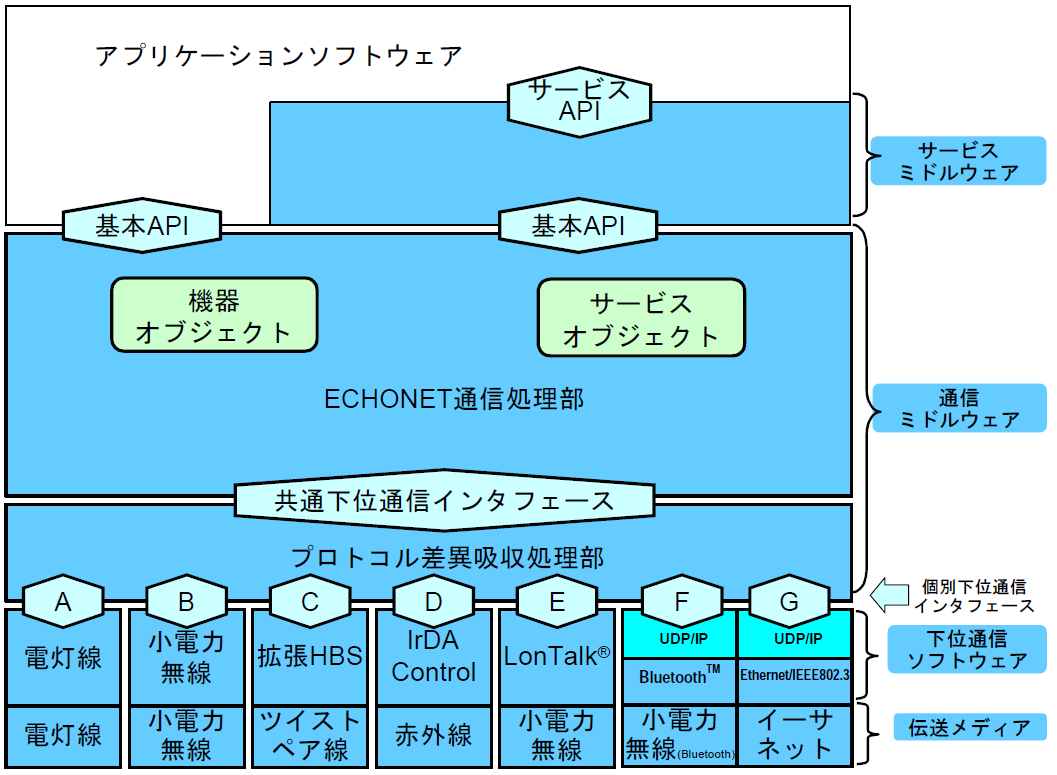 アプリケーションソフトウェア
サービス
API
サービス
ミドルウェア
基本API
基本API
機器
オブジェクト
サービス
オブジェクト
ECHONET通信処理部
通信
ミドルウェア
共通下位通信インタフェース
プロトコル差異吸収処理部
個別下位通信
インタフェース
A
B
C
D
E
F
G
電灯線
小電力
無線
拡張HBS
IrDA
Control
LonTalk®
UDP/IP
Bluetooth™
UDP/IP
Ethernet/IEEE802.3
下位通信
ソフトウェア
電灯線
小電力
無線
ツイスト
ペア線
赤外線
小電力
無線
小電力
無線(Bluetooth)
イーサ
ネット
伝送メディア